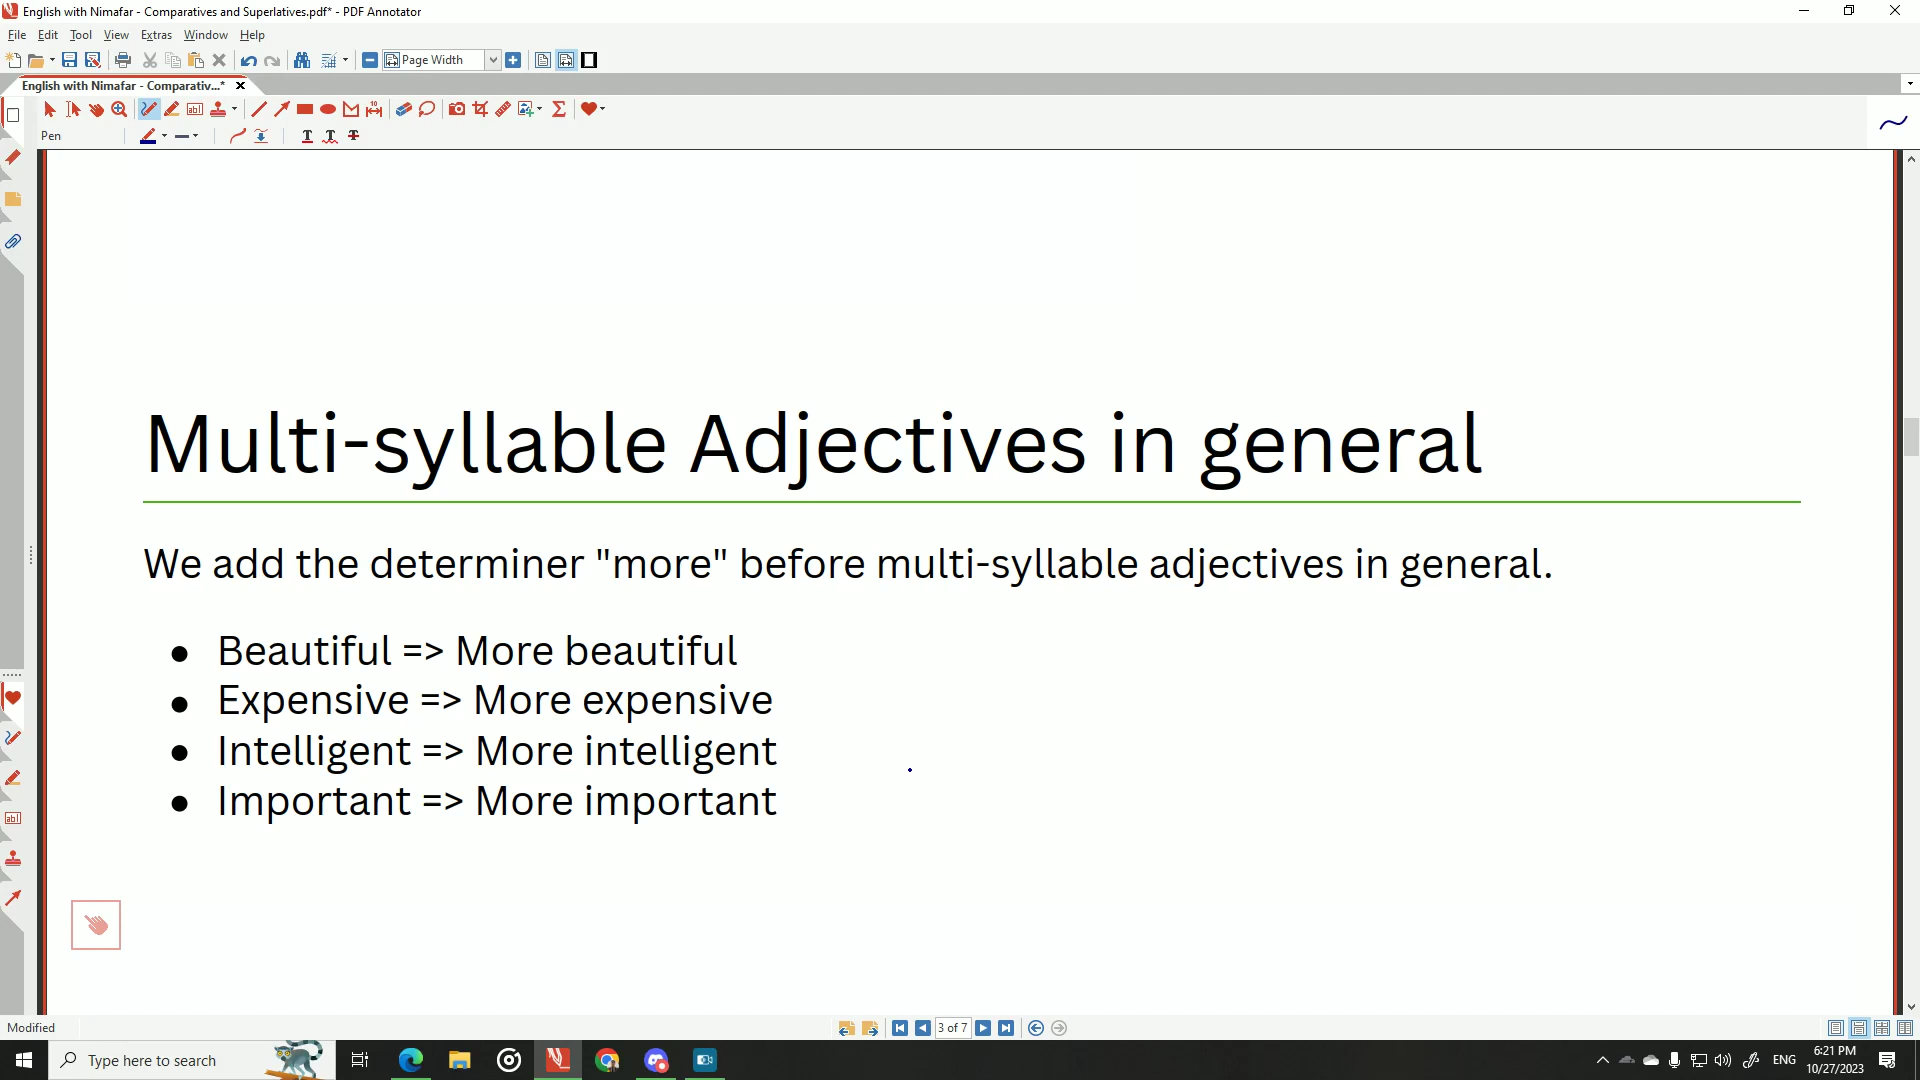 English with Nimafar - Comparatives and Superlatives.pdf* - PDF Annotator
File Edit Tool View Extras Window Help
Page Width
English with Nimafar - Comparativ...*
Pen
Multi-syllable Adjectives in general
We add the determiner "more" before multi-syllable adjectives in general.
● Beautiful => More beautiful
● Expensive => More expensive
● Intelligent => More intelligent
● Important => More important
Modified
3 of 7
Type here to search
ENG
6:21 PM
10/27/2023